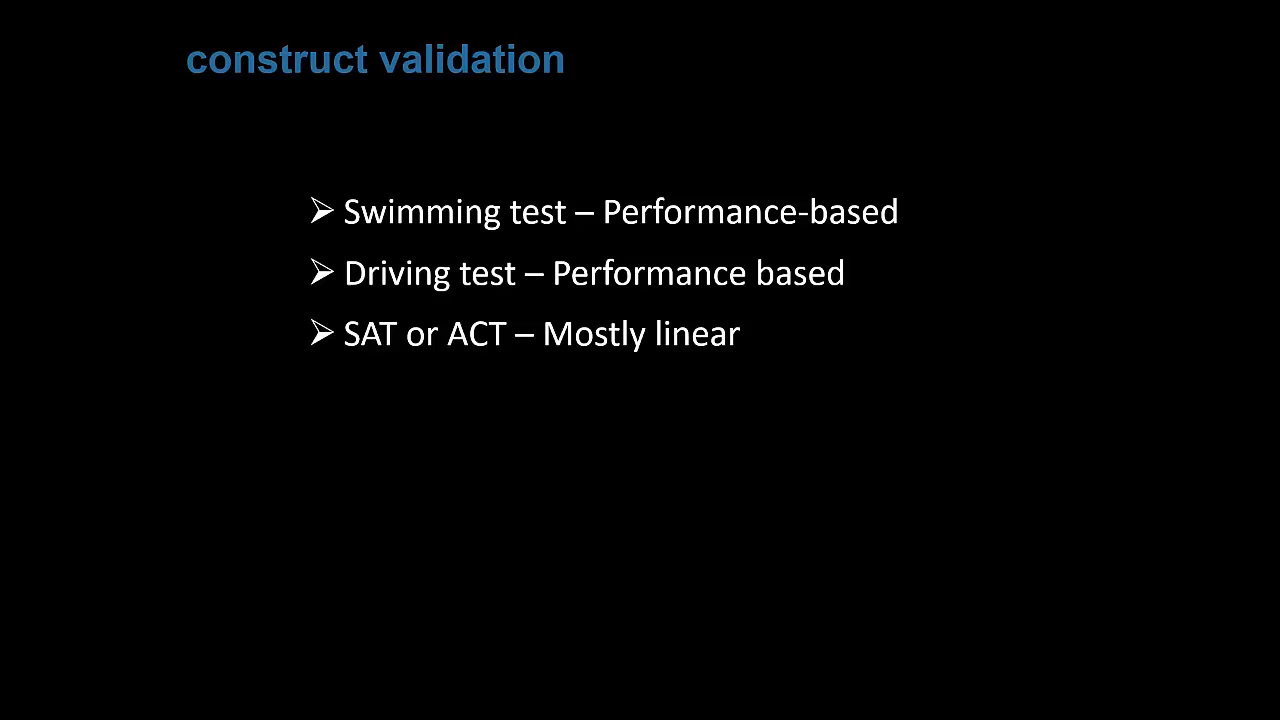 construct validation
➢ Swimming test – Performance-based
➢ Driving test – Performance based
➢ SAT or ACT – Mostly linear